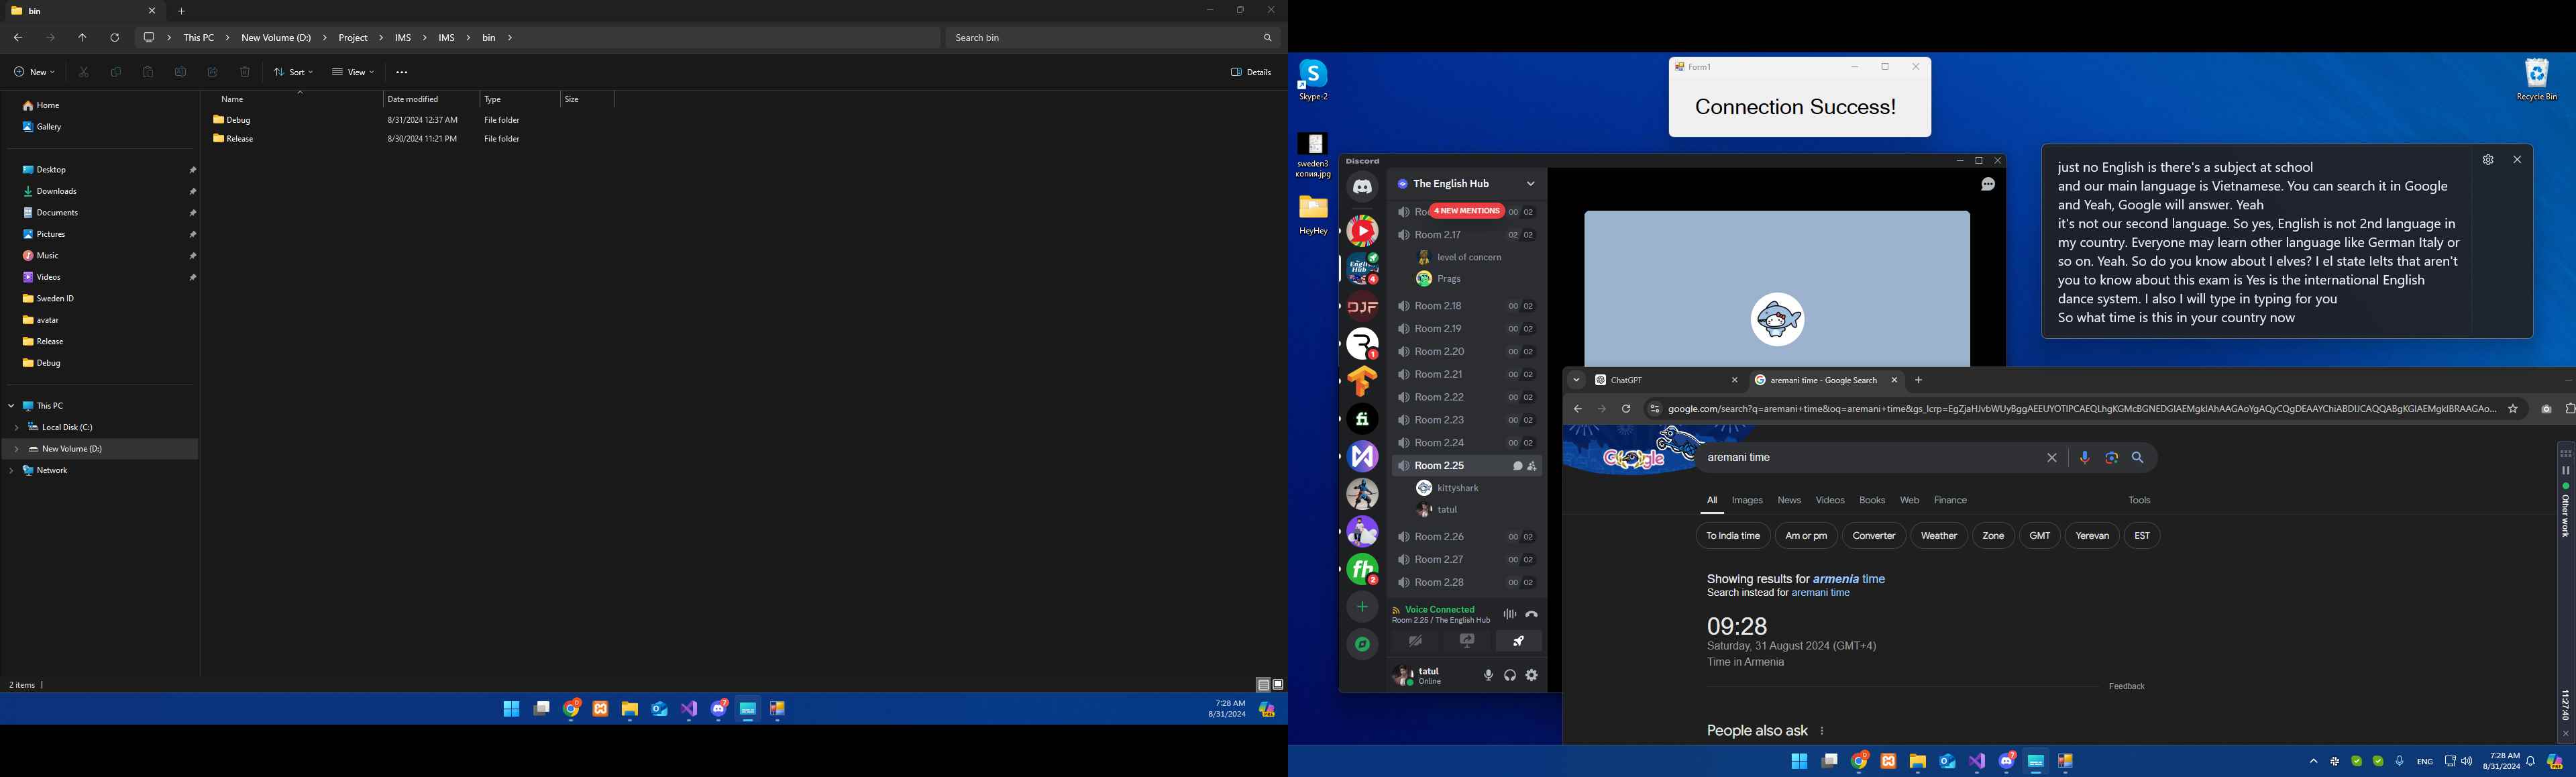 bin
This PC
New Volume (D:)
Project
IMS
IMS
bin
Search bin
New
Sort
View
Details
Name
Date modified
Type
Size
Home
Gallery
Desktop
Downloads
Documents
Pictures
Music
Videos
Sweden ID
avatar
Release
Debug
This PC
Local Disk (C:)
New Volume (D:)
Network
Debug 8/31/2024 12:37 AM File folder
Release 8/30/2024 11:21 PM File folder
2 items
7:28 AM
8/31/2024
Skype-2
sweden3
копия.jpg
HeyHey
Recycle Bin
Form1
Connection Success!
Discord
The English Hub
4 NEW MENTIONS
00 02
Room 2.17 02 02
level of concern
Prags
Room 2.18 00 02
Room 2.19 00 02
Room 2.20 00 02
Room 2.21 00 02
Room 2.22 00 02
Room 2.23 00 02
Room 2.24 00 02
Room 2.25
kittyshark
tatul
Room 2.26 00 02
Room 2.27 00 02
Room 2.28 00 02
Voice Connected
Room 2.25 / The English Hub
tatul
Online
English
Hub
4
DJF
1
fi
fh
2
just no English is there's a subject at school
and our main language is Vietnamese. You can search it in Google
and Yeah, Google will answer. Yeah
it's not our second language. So yes, English is not 2nd language in
my country. Everyone may learn other language like German Italy or
so on. Yeah. So do you know about I elves? I el state Ielts that aren't
you to know about this exam is Yes is the international English
dance system. I also I will type in typing for you
So what time is this in your country now
ChatGPT
aremani time - Google Search
Google
aremani time
All
Images
News
Videos
Books
Web
Finance
Tools
To India time
Am or pm
Converter
Weather
Zone
GMT
Yerevan
EST
Showing results for armenia time
Search instead for aremani time
09:28
Saturday, 31 August 2024 (GMT+4)
Time in Armenia
Feedback
People also ask
Other work
11:27:40
ENG
7:28 AM
8/31/2024